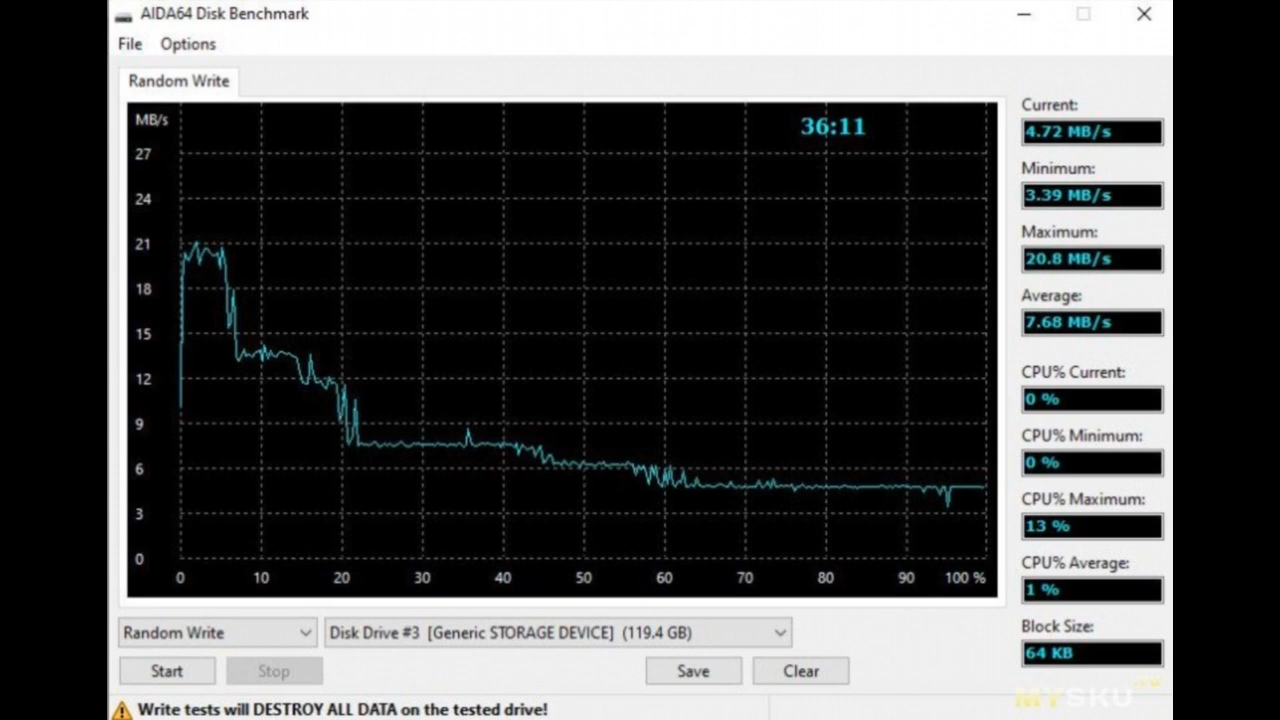 AIDA64 Disk Benchmark
File Options
Random Write
MB/s
36:11
27
24
21
18
15
12
9
6
3
0
0 10 20 30 40 50 60 70 80 90 100 %
Current:
4.72 MB/s
Minimum:
3.39 MB/s
Maximum:
20.8 MB/s
Average:
7.68 MB/s
CPU% Current:
0 %
CPU% Minimum:
0 %
CPU% Maximum:
13 %
CPU% Average:
1 %
Block Size:
64 KB
Random Write Disk Drive #3 [Generic STORAGE DEVICE] (119.4 GB)
Start Stop Save Clear
Write tests will DESTROY ALL DATA on the tested drive!
MYSKU